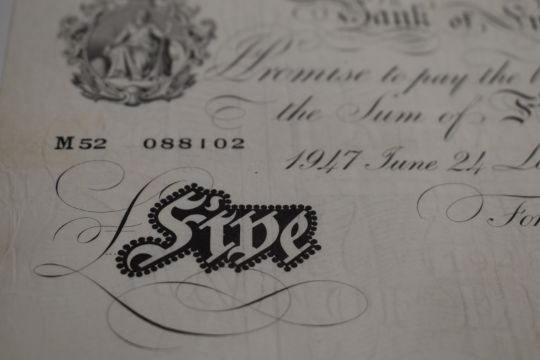 Bank of
Promise to pay the
the Sum of
M52 088102
1947 June 24
£Five
For